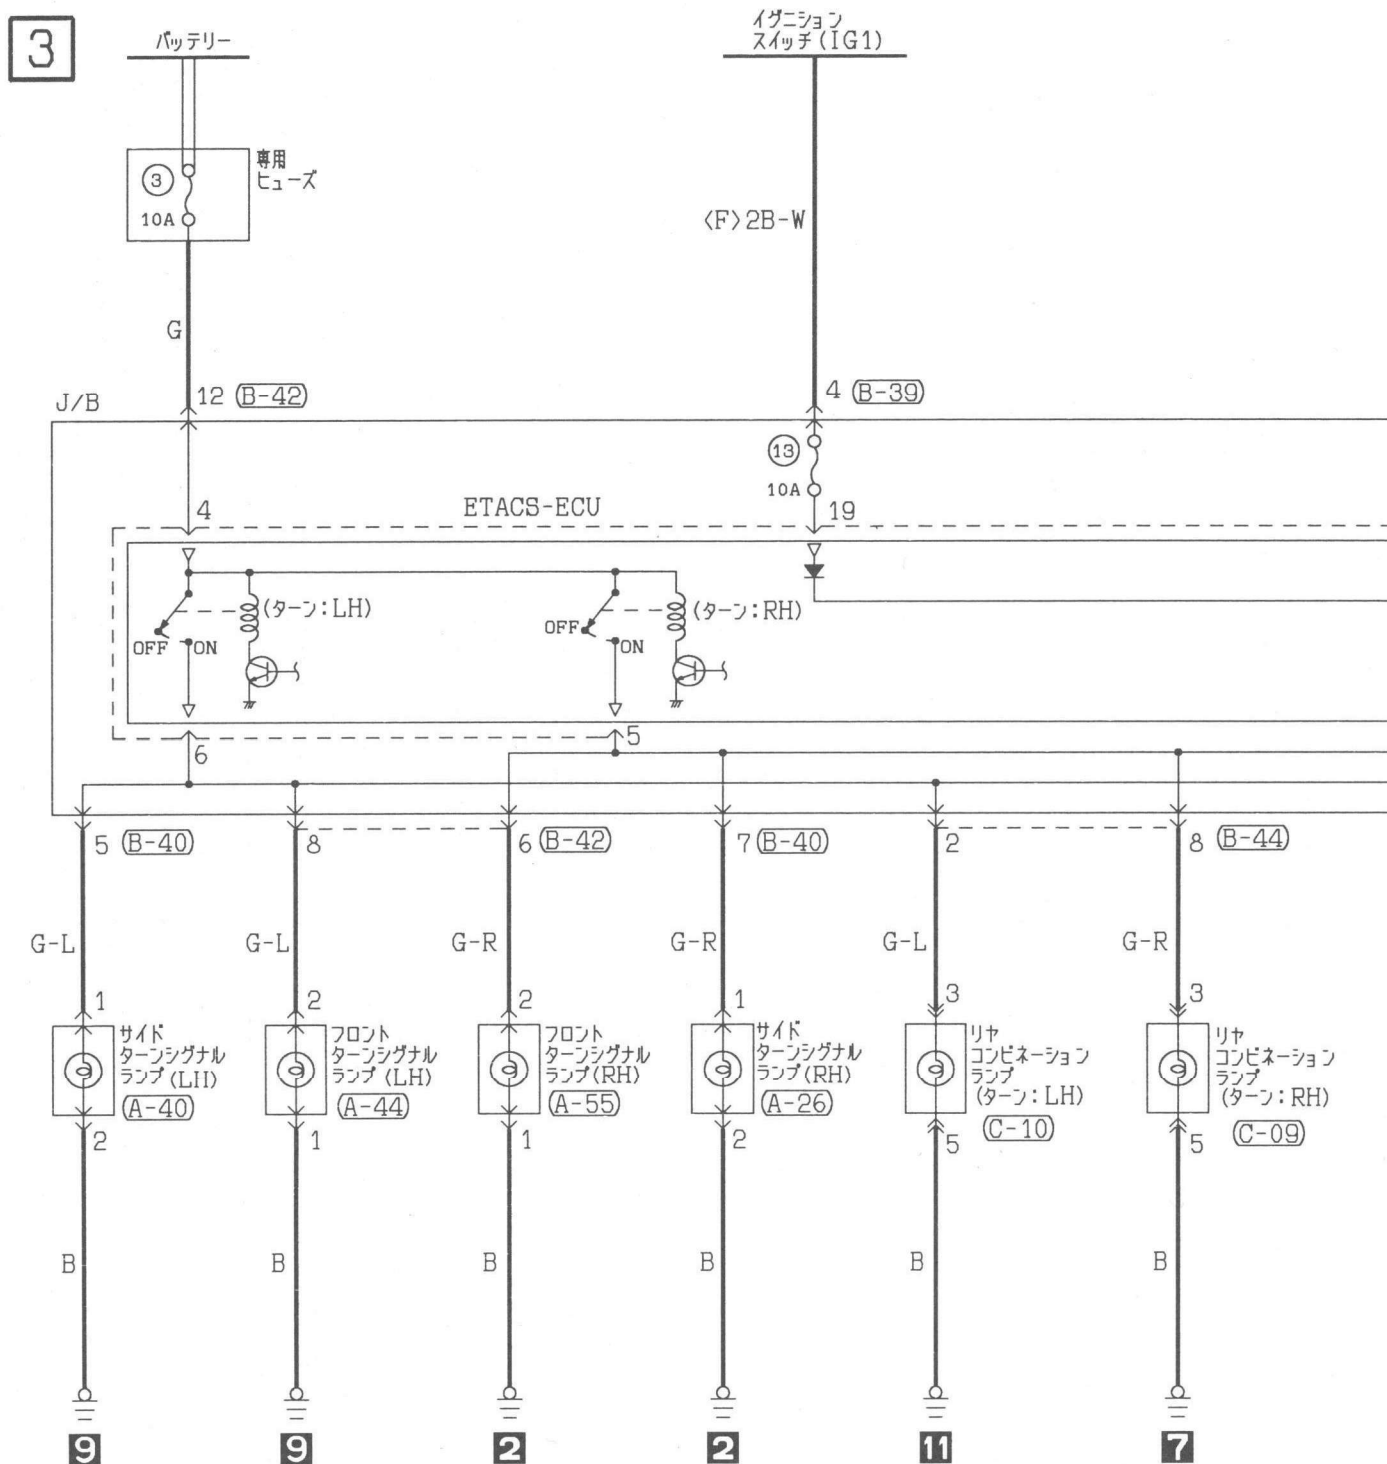 3
バッテリー
イグニション
スイッチ(IG1)
専用
ヒューズ
3
10A
〈F〉2B-W
G
J/B
12 (B-42)
4 (B-39)
13
10A
4
ETACS-ECU
19
(ターン:LH)
(ターン:RH)
OFF ON
OFF ON
6
5
5 (B-40)
8
6 (B-42)
7 (B-40)
2
8 (B-44)
G-L
G-L
G-R
G-R
G-L
G-R
1
2
2
1
3
3
サイド
ターンシグナル
ランプ(LH)
(A-40)
フロント
ターンシグナル
ランプ(LH)
(A-44)
フロント
ターンシグナル
ランプ(RH)
(A-55)
サイド
ターンシグナル
ランプ(RH)
(A-26)
リヤ
コンビネーション
ランプ
(ターン:LH)
(C-10)
リヤ
コンビネーション
ランプ
(ターン:RH)
(C-09)
2
1
1
2
5
5
B
B
B
B
B
B
9
9
2
2
11
7